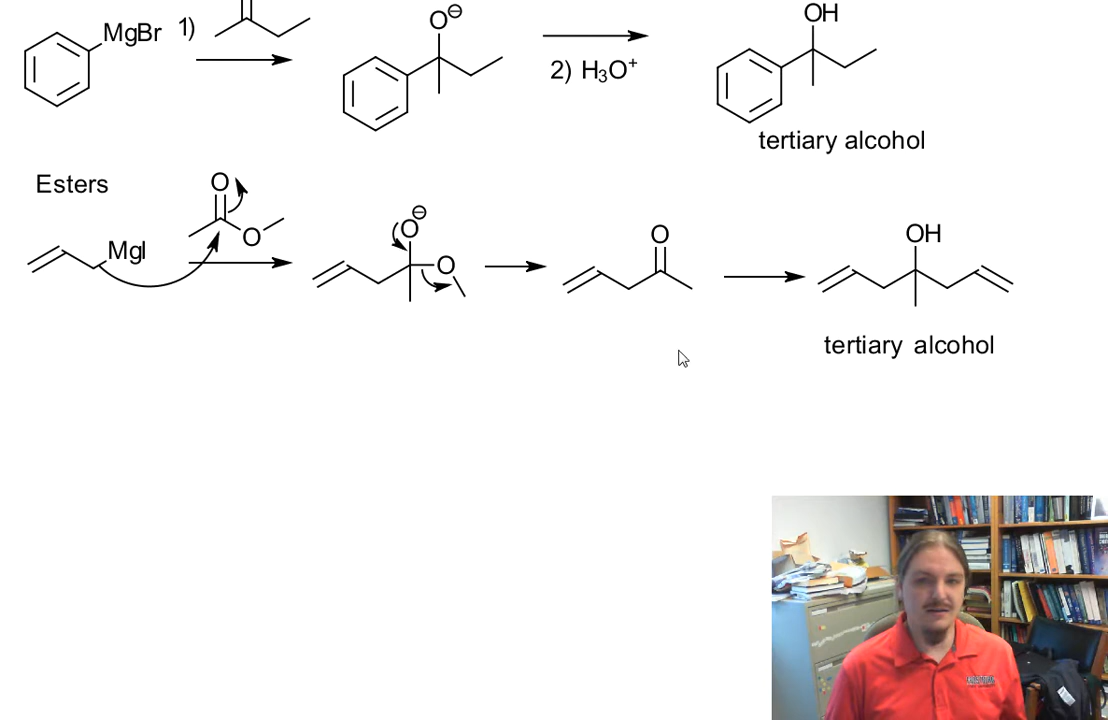 MgBr 1) O⊖ OH
2) H₃O⁺
tertiary alcohol
Esters
O
MgI O O⊖ O O OH
tertiary alcohol